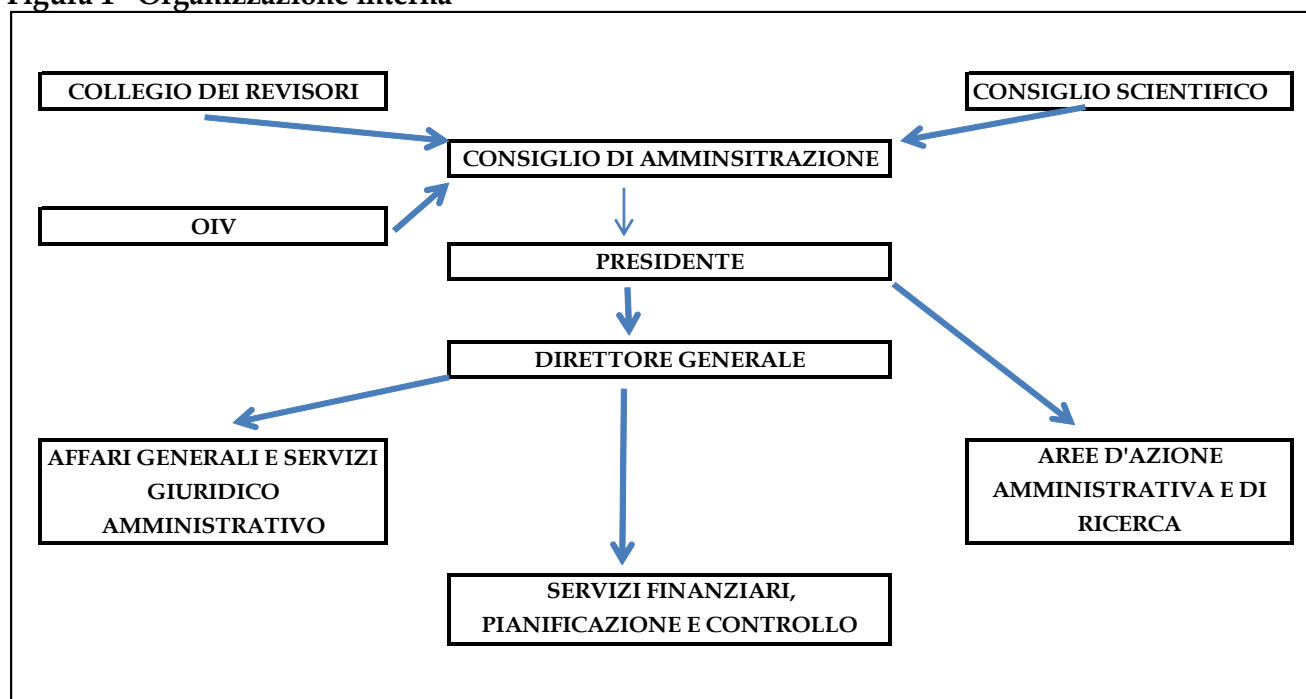 Figura 1 - Organizzazione interna
COLLEGIO DEI REVISORI
CONSIGLIO SCIENTIFICO
CONSIGLIO DI AMMINSITRAZIONE
OIV
PRESIDENTE
DIRETTORE GENERALE
AFFARI GENERALI E SERVIZI
GIURIDICO
AMMINISTRATIVO
AREE D'AZIONE
AMMINISTRATIVA E DI
RICERCA
SERVIZI FINANZIARI,
PIANIFICAZIONE E CONTROLLO